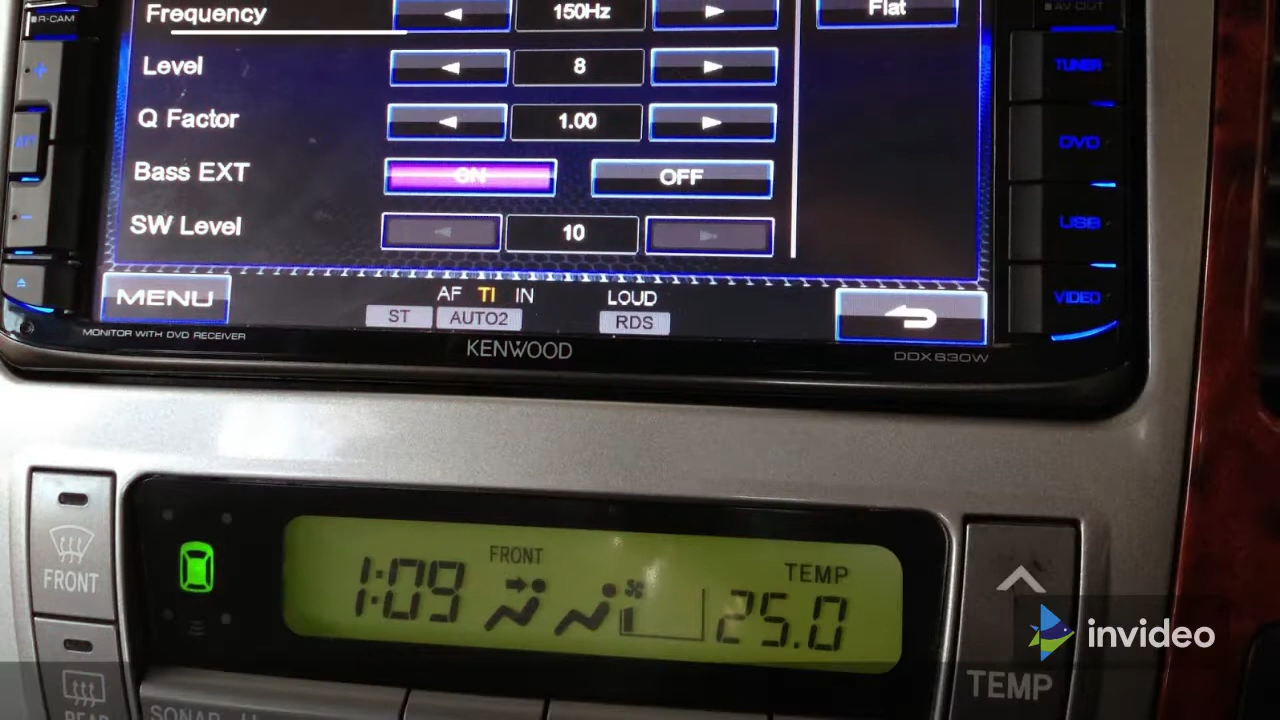 R-CAM
Frequency 150Hz Flat
AV-OUT
Level 8
TUNER
Q Factor 1.00
ATT
DVD
Bass EXT ON OFF
SW Level 10
USB
MENU AF TI IN LOUD
VIDEO
ST AUTO2 RDS
MONITOR WITH DVD RECEIVER
KENWOOD
DDX630W
FRONT
1:09 FRONT TEMP 25.0
TEMP
REAR
SONAR
invideo